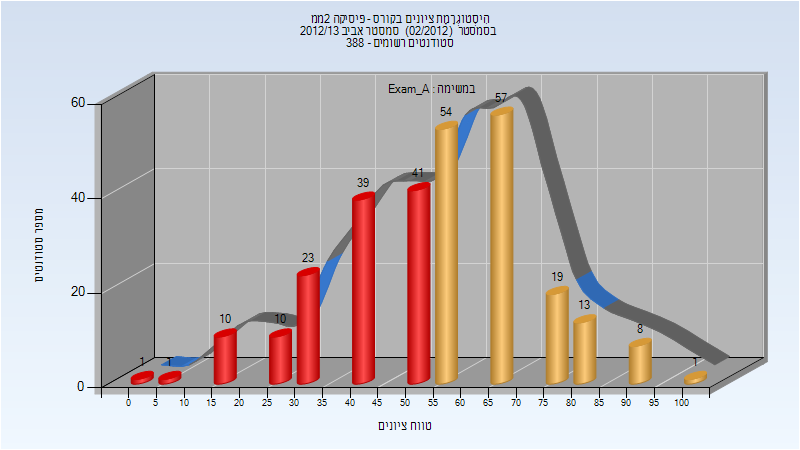 היסטוגרמת ציונים בקורס - פיסיקה 2ממ
בסמסטר (02/2012) סמסטר אביב 2012/13
סטודנטים רשומים - 388
במשימה : Exam_A
מספר סטודנטים
60
40
20
0
1
1
10
10
23
39
41
54
57
19
13
8
1
0 5 10 15 20 25 30 35 40 45 50 55 60 65 70 75 80 85 90 95 100
טווח ציונים